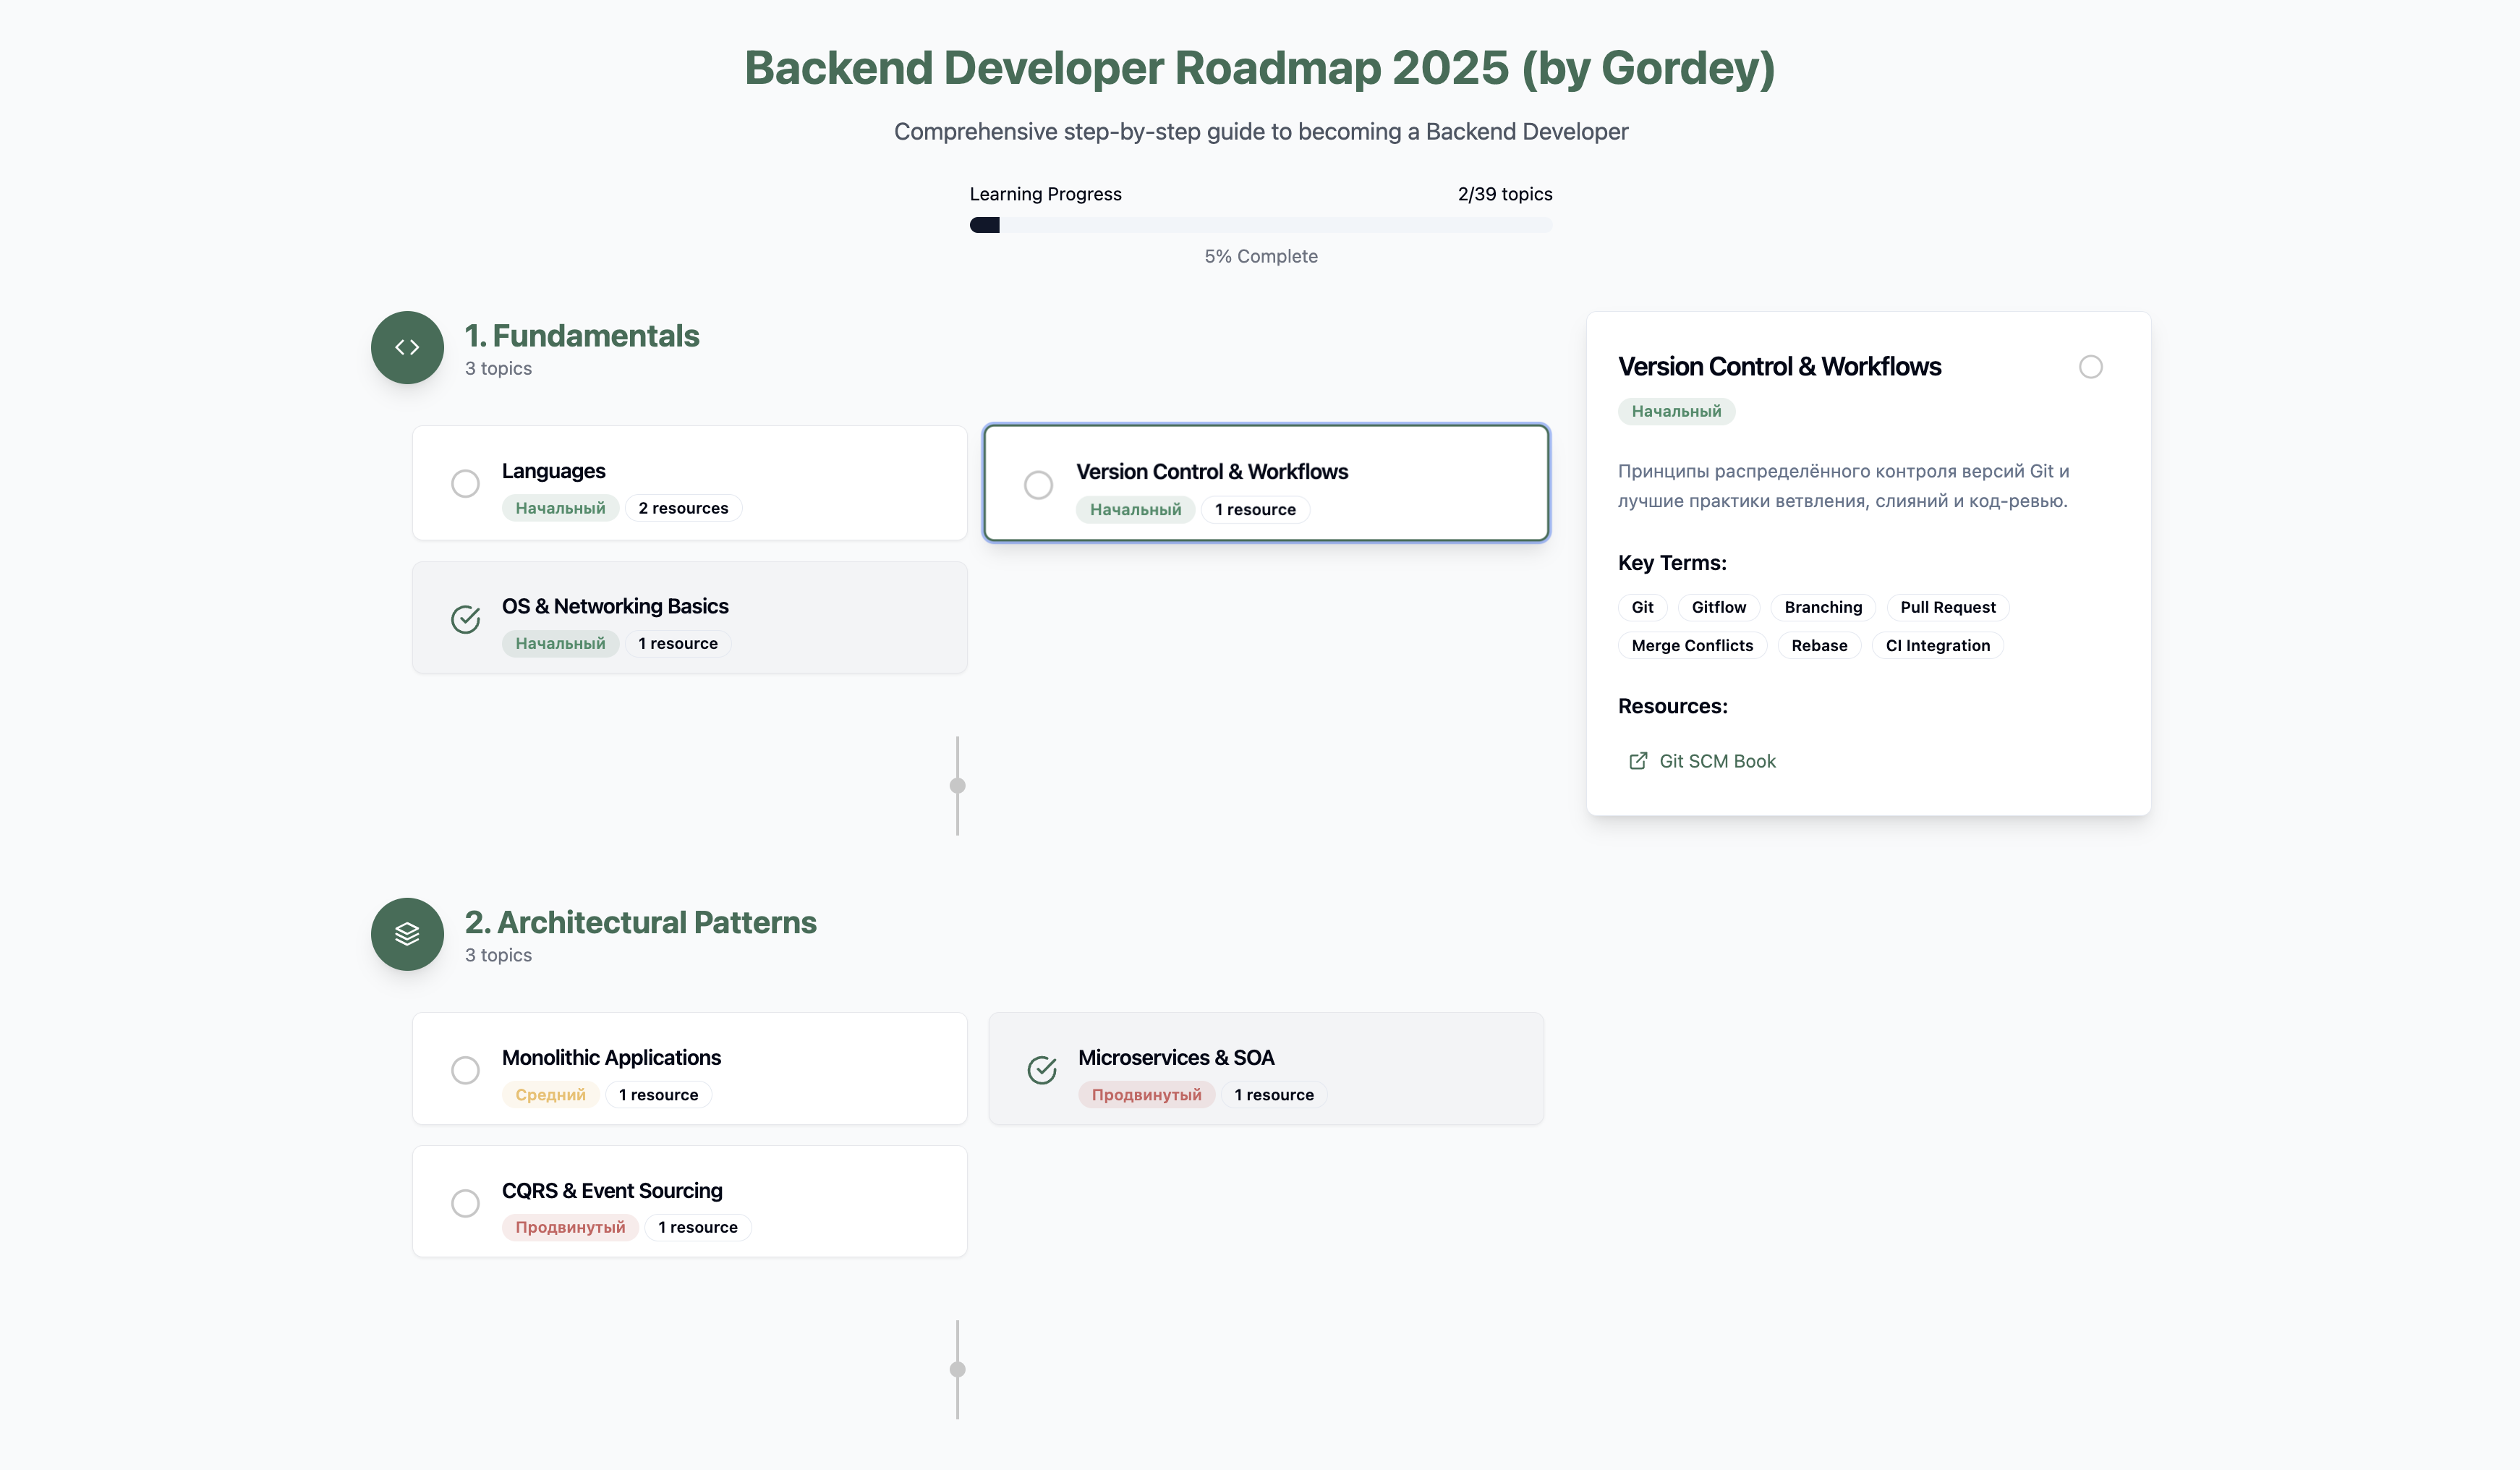 Backend Developer Roadmap 2025 (by Gordey)
Comprehensive step-by-step guide to becoming a Backend Developer
Learning Progress
2/39 topics
5% Complete
1. Fundamentals
3 topics
Languages
Начальный
2 resources
Version Control & Workflows
Начальный
1 resource
OS & Networking Basics
Начальный
1 resource
2. Architectural Patterns
3 topics
Monolithic Applications
Средний
1 resource
Microservices & SOA
Продвинутый
1 resource
CQRS & Event Sourcing
Продвинутый
1 resource
Version Control & Workflows
Начальный
Принципы распределённого контроля версий Git и
лучшие практики ветвления, слияний и код-ревью.
Key Terms:
Git
Gitflow
Branching
Pull Request
Merge Conflicts
Rebase
CI Integration
Resources:
Git SCM Book